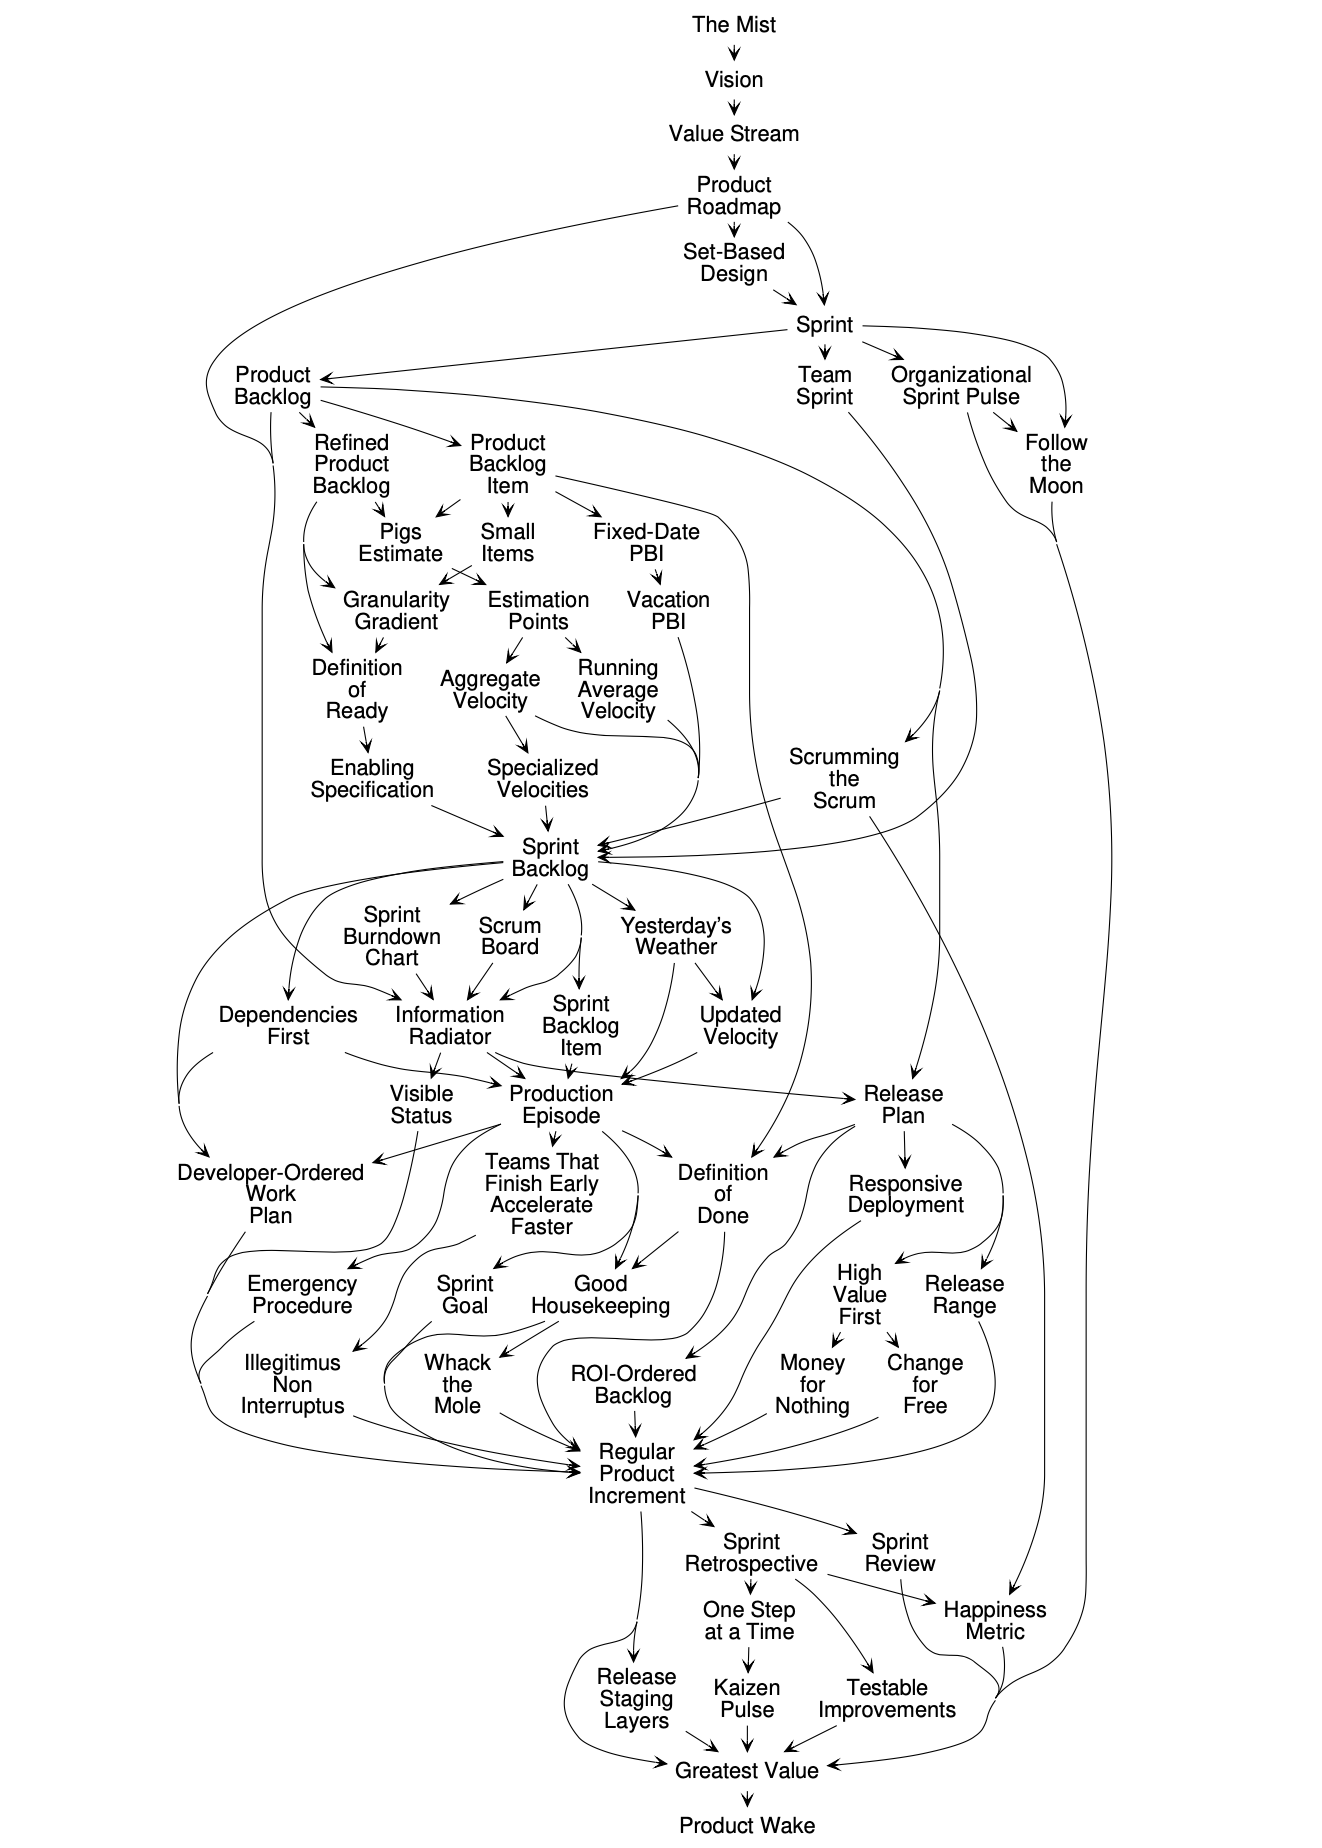 The Mist
Vision
Value Stream
Product
Roadmap
Set-Based
Design
Sprint
Product
Backlog
Team
Sprint
Organizational
Sprint Pulse
Refined
Product
Backlog
Product
Backlog
Item
Follow
the
Moon
Pigs
Estimate
Small
Items
Fixed-Date
PBI
Granularity
Gradient
Estimation
Points
Vacation
PBI
Definition
of
Ready
Aggregate
Velocity
Running
Average
Velocity
Enabling
Specification
Specialized
Velocities
Scrumming
the
Scrum
Sprint
Backlog
Sprint
Burndown
Chart
Scrum
Board
Yesterday’s
Weather
Dependencies
First
Information
Radiator
Sprint
Backlog
Item
Updated
Velocity
Visible
Status
Production
Episode
Release
Plan
Developer-Ordered
Work
Plan
Teams That
Finish Early
Accelerate
Faster
Definition
of
Done
Responsive
Deployment
Emergency
Procedure
Sprint
Goal
Good
Housekeeping
High
Value
First
Release
Range
Illegitimus
Non
Interruptus
Whack
the
Mole
ROI-Ordered
Backlog
Money
for
Nothing
Change
for
Free
Regular
Product
Increment
Sprint
Retrospective
Sprint
Review
One Step
at a Time
Happiness
Metric
Release
Staging
Layers
Kaizen
Pulse
Testable
Improvements
Greatest Value
Product Wake